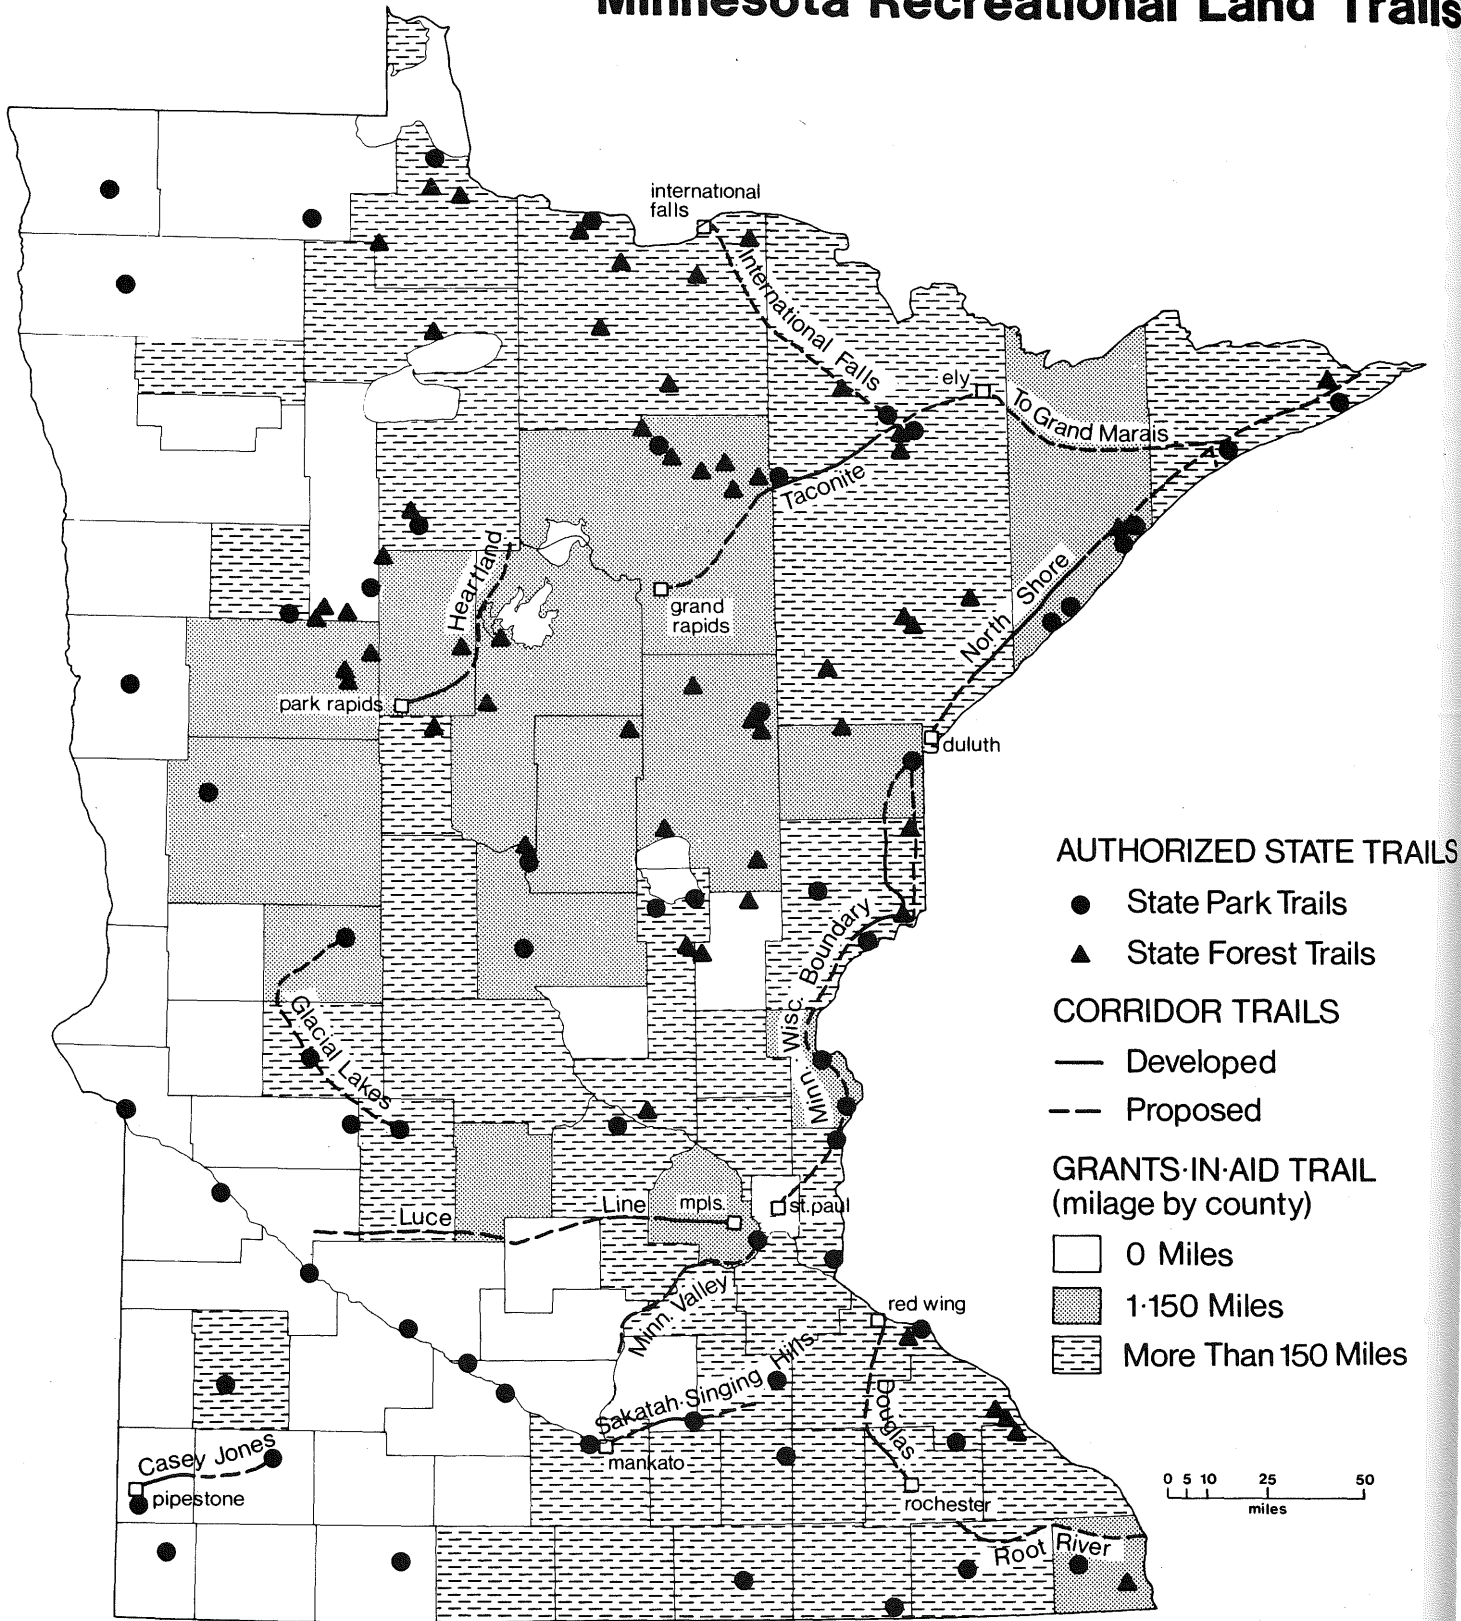 Minnesota Recreational Land Trails
international
falls
International Falls
ely
To Grand Marais
Taconite
Heartland
grand
rapids
North Shore
park rapids
duluth
AUTHORIZED STATE TRAILS
State Park Trails
State Forest Trails
CORRIDOR TRAILS
Developed
Proposed
GRANTS·IN·AID TRAIL
(milage by county)
0 Miles
1·150 Miles
More Than 150 Miles
Minn. Wisc. Boundary
Glacial Lakes
Luce Line
mpls.
st.paul
Minn. Valley
red wing
Sakatah·Singing Hills
Douglas
mankato
Casey Jones
pipestone
rochester
Root River
0 5 10 25 50
miles